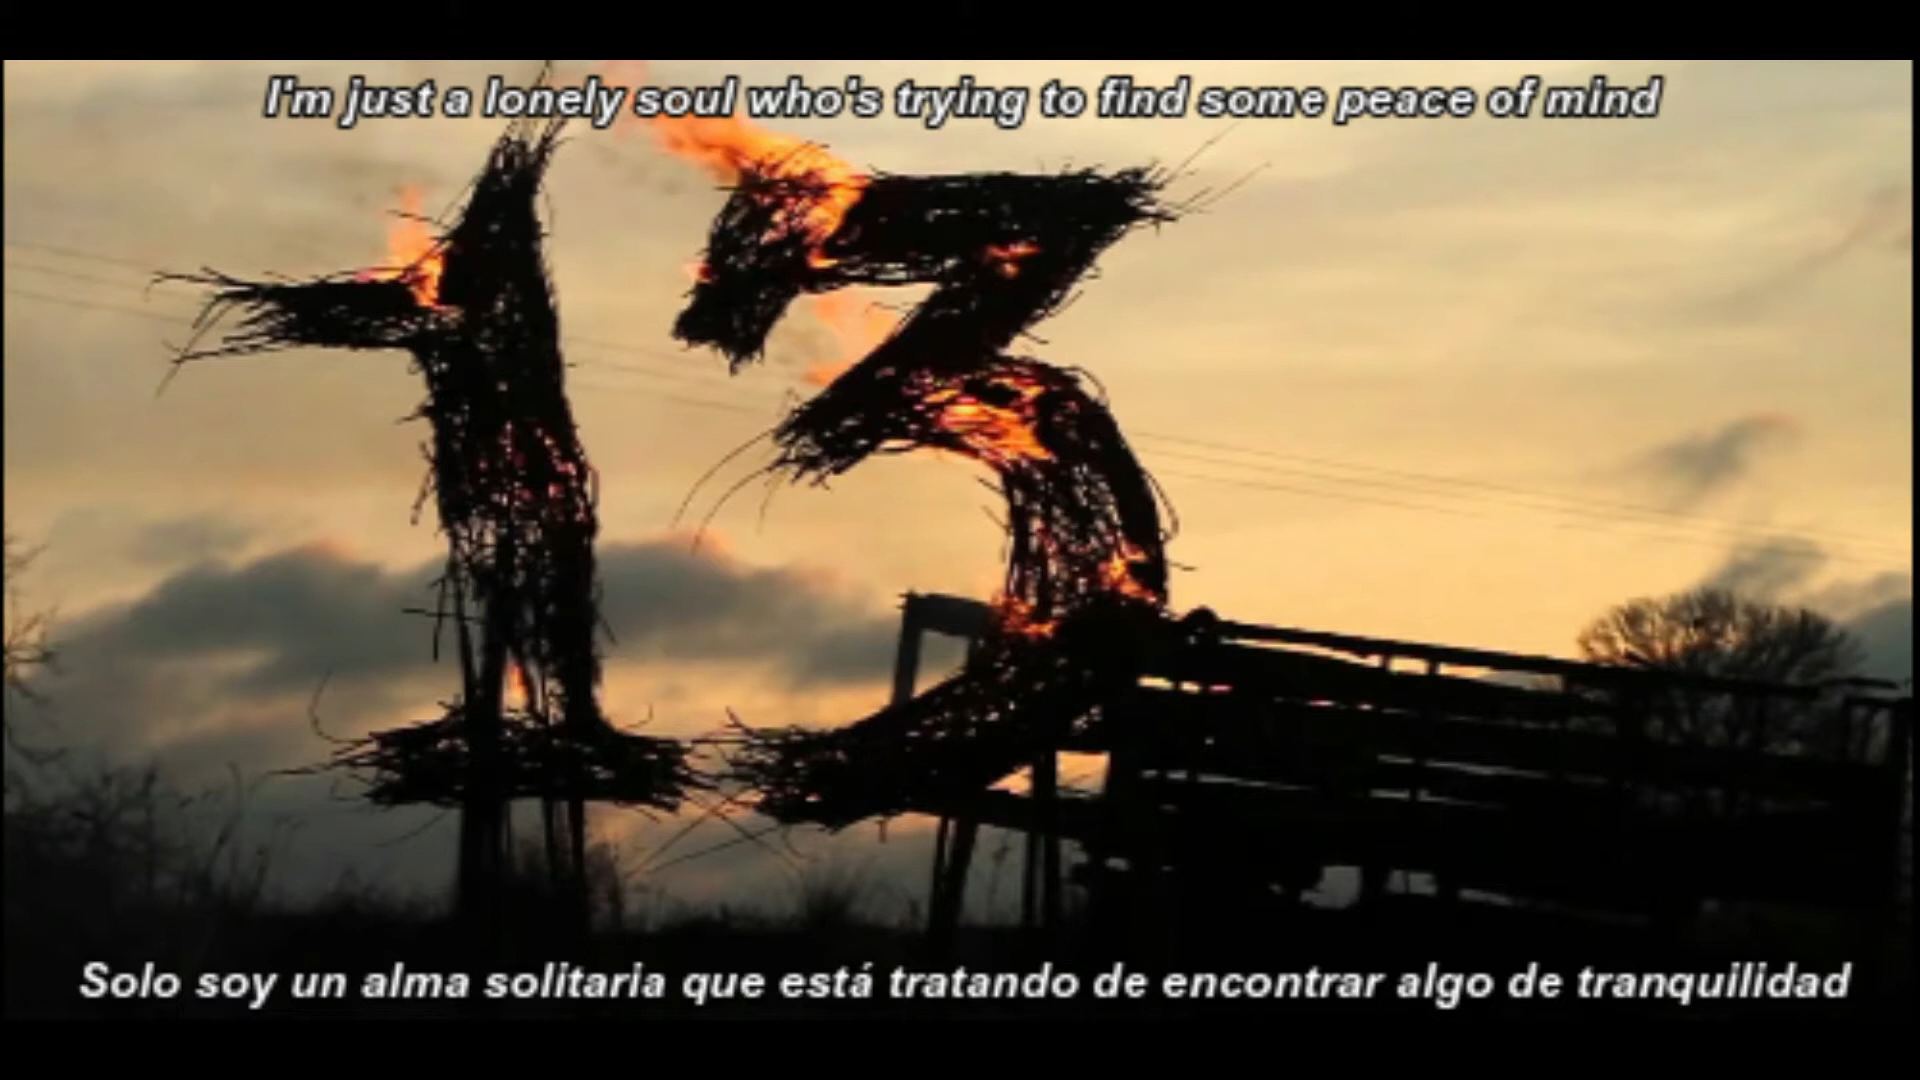 I'm just a lonely soul who's trying to find some peace of mind
13
Solo soy un alma solitaria que está tratando de encontrar algo de tranquilidad